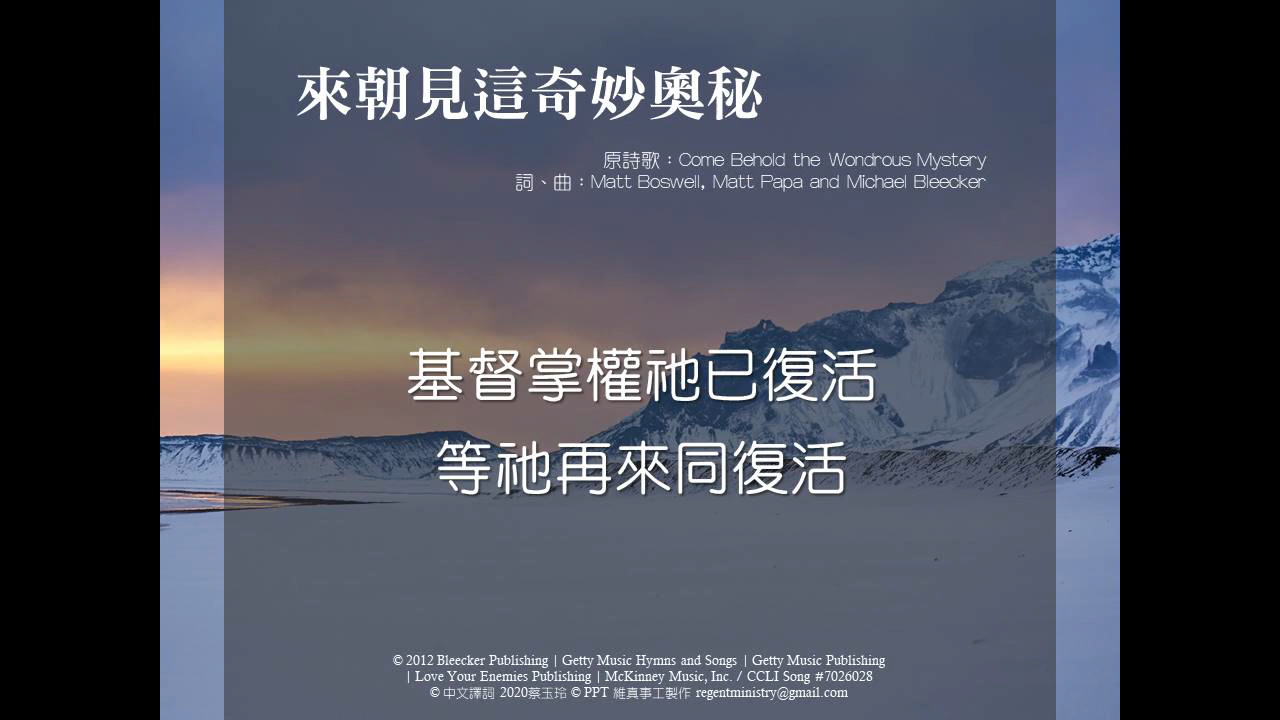 來朝見這奇妙奧秘
原詩歌：Come Behold the Wondrous Mystery
詞、曲：Matt Boswell, Matt Papa and Michael Bleecker
基督掌權祂已復活
等祂再來同復活
© 2012 Bleecker Publishing | Getty Music Hymns and Songs | Getty Music Publishing
| Love Your Enemies Publishing | McKinney Music, Inc. / CCLI Song #7026028
© 中文譯詞 2020蔡玉玲 © PPT 維真事工製作 regentministry@gmail.com